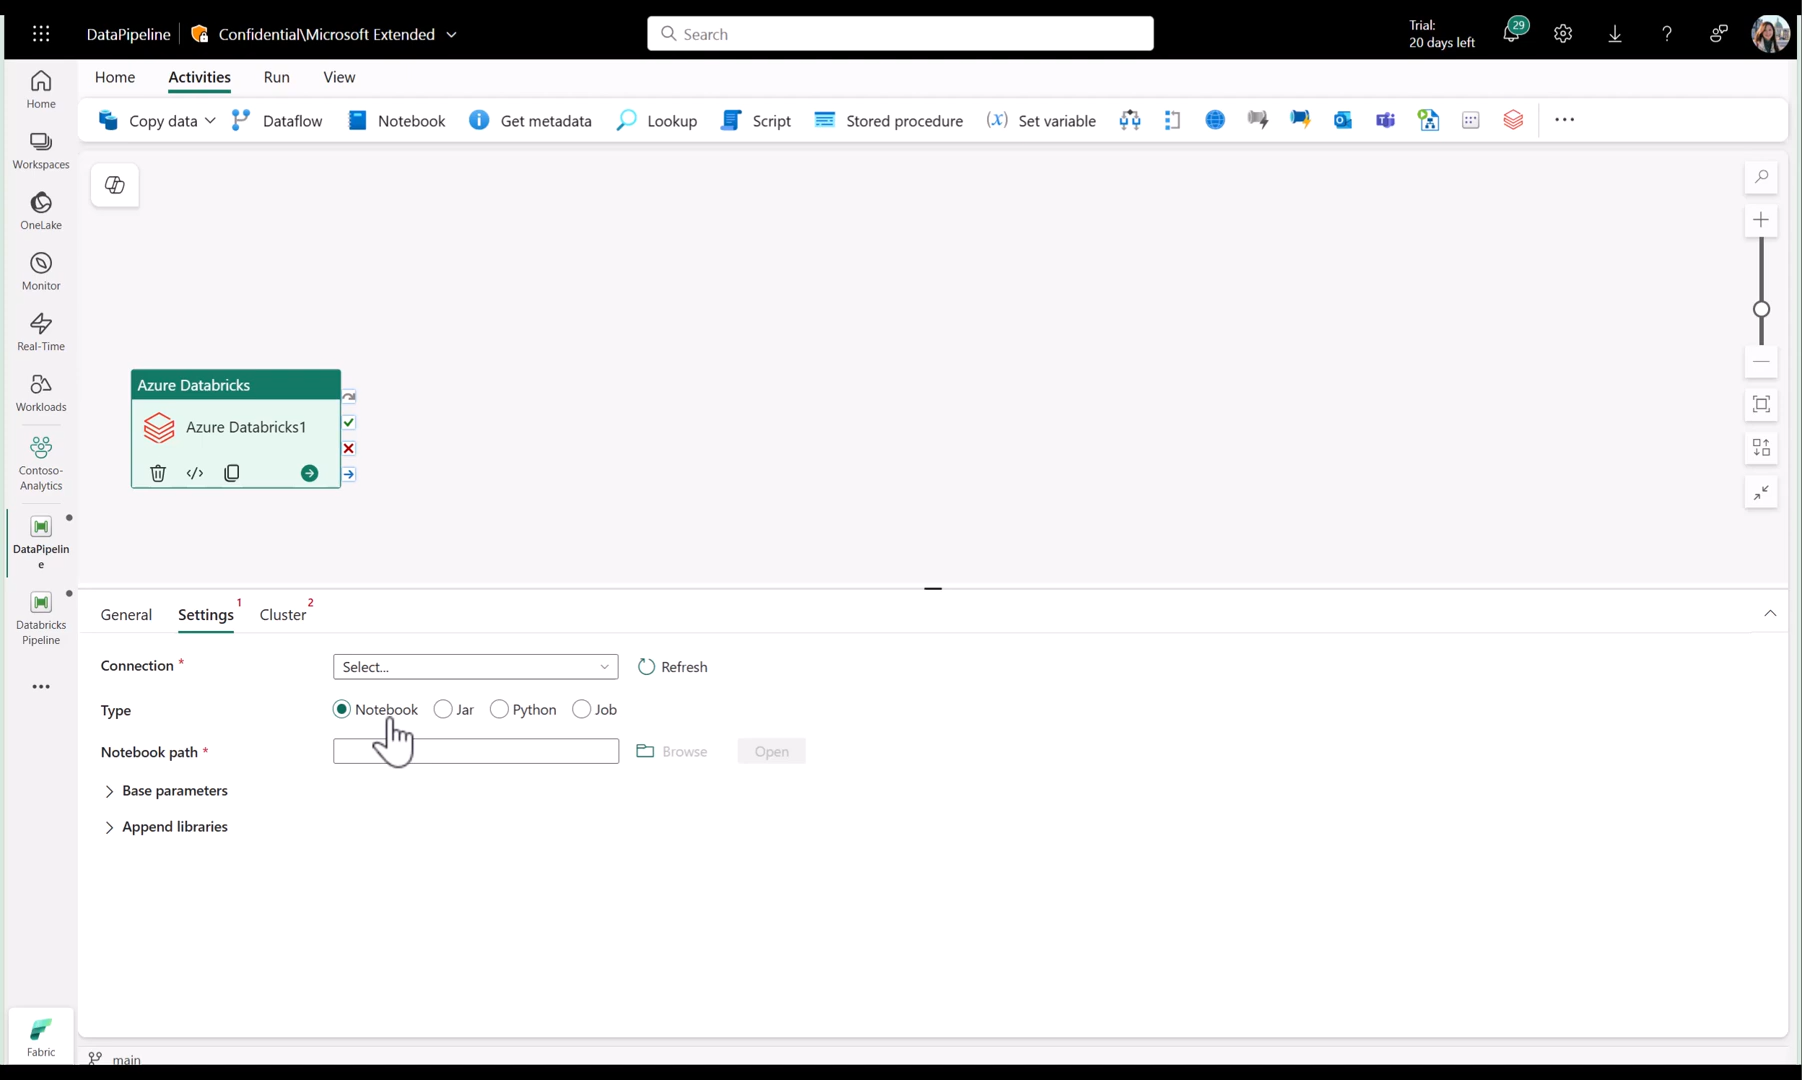 DataPipeline
Confidential\Microsoft Extended
Search
Trial:
20 days left
29
?
Home
Activities
Run
View
Copy data
Dataflow
Notebook
Get metadata
Lookup
Script
Stored procedure
(x) Set variable
Home
Workspaces
OneLake
Monitor
Real-Time
Workloads
Contoso-
Analytics
DataPipelin
e
Databricks
Pipeline
Fabric
Azure Databricks
Azure Databricks1
General
Settings 1
Cluster 2
Connection *
Select...
Refresh
Type
Notebook
Jar
Python
Job
Notebook path *
Browse
Open
Base parameters
Append libraries
main